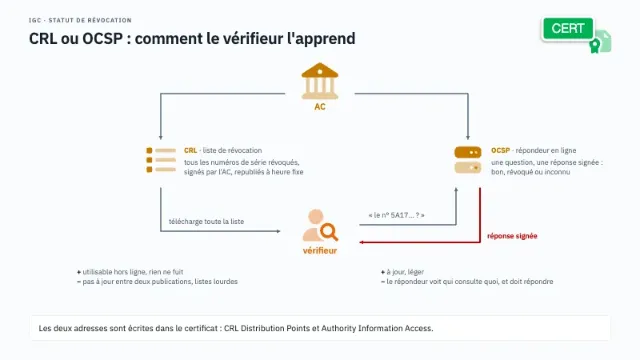 IGC · STATUT DE RÉVOCATION
CRL ou OCSP : comment le vérifieur l'apprend
CERT
AC
CRL · liste de révocation
tous les numéros de série révoqués,
signés par l'AC, republiés à heure fixe
OCSP · répondeur en ligne
une question, une réponse signée :
bon, révoqué ou inconnu
télécharge toute la liste
« le n° 5A17… ? »
réponse signée
vérifieur
+ utilisable hors ligne, rien ne fuit
− pas à jour entre deux publications, listes lourdes
+ à jour, léger
− le répondeur voit qui consulte quoi, et doit répondre
Les deux adresses sont écrites dans le certificat : CRL Distribution Points et Authority Information Access.